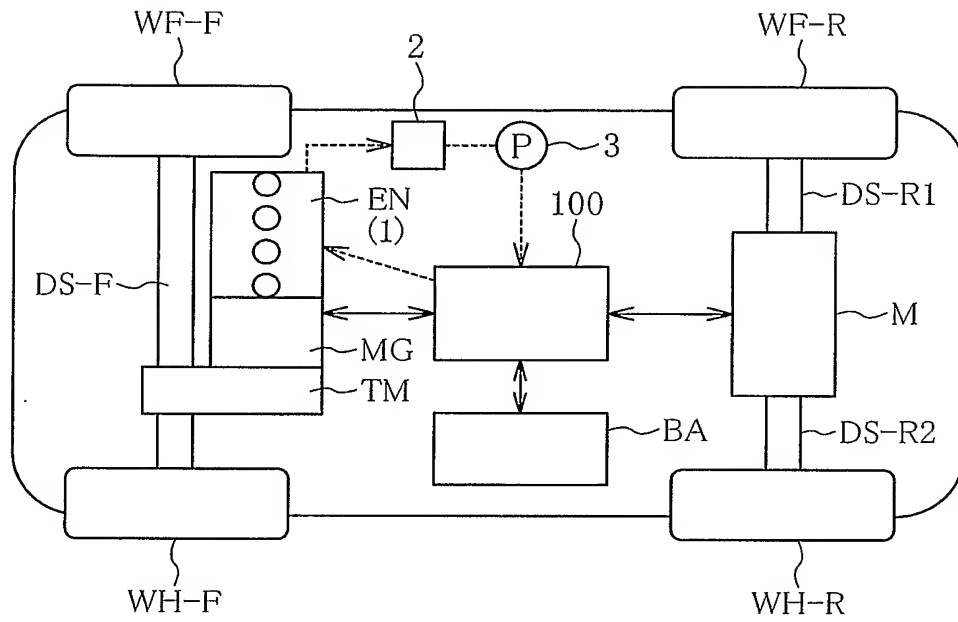 WF-F
WF-R
2
P
3
EN
(1)
100
DS-R1
DS-F
M
MG
TM
BA
DS-R2
WH-F
WH-R